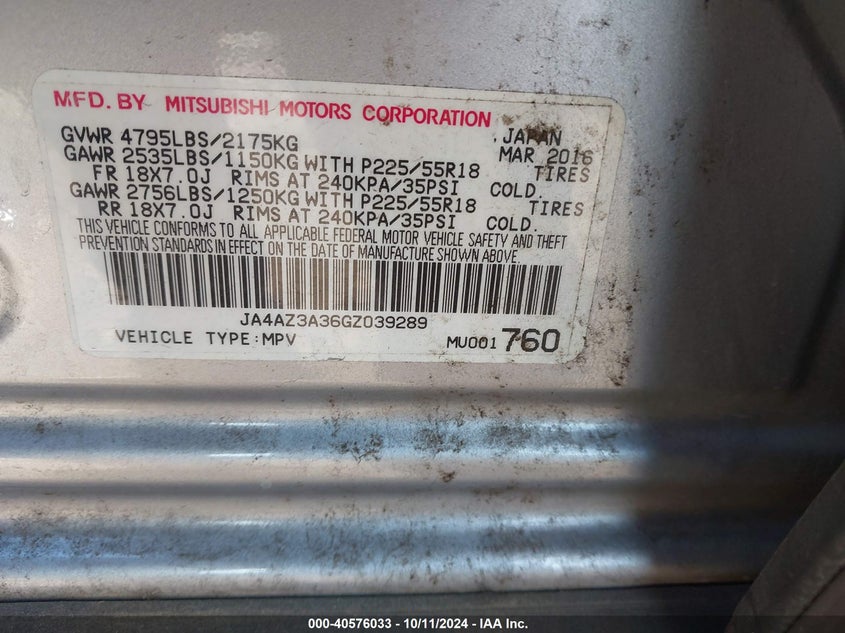 MFD. BY MITSUBISHI MOTORS CORPORATION
GVWR 4795LBS/2175KG JAPAN
GAWR 2535LBS/1150KG WITH P225/55R18 MAR 2016
FR 18X7.0J RIMS AT 240KPA/35PSI COLD. TIRES
GAWR 2756LBS/1250KG WITH P225/55R18 TIRES
RR 18X7.0J RIMS AT 240KPA/35PSI COLD.
THIS VEHICLE CONFORMS TO ALL APPLICABLE FEDERAL MOTOR VEHICLE SAFETY AND THEFT
PREVENTION STANDARDS IN EFFECT ON THE DATE OF MANUFACTURE SHOWN ABOVE.
JA4AZ3A36GZ039289
VEHICLE TYPE:MPV MU001 760
000-40576033 - 10/11/2024 - IAA Inc.